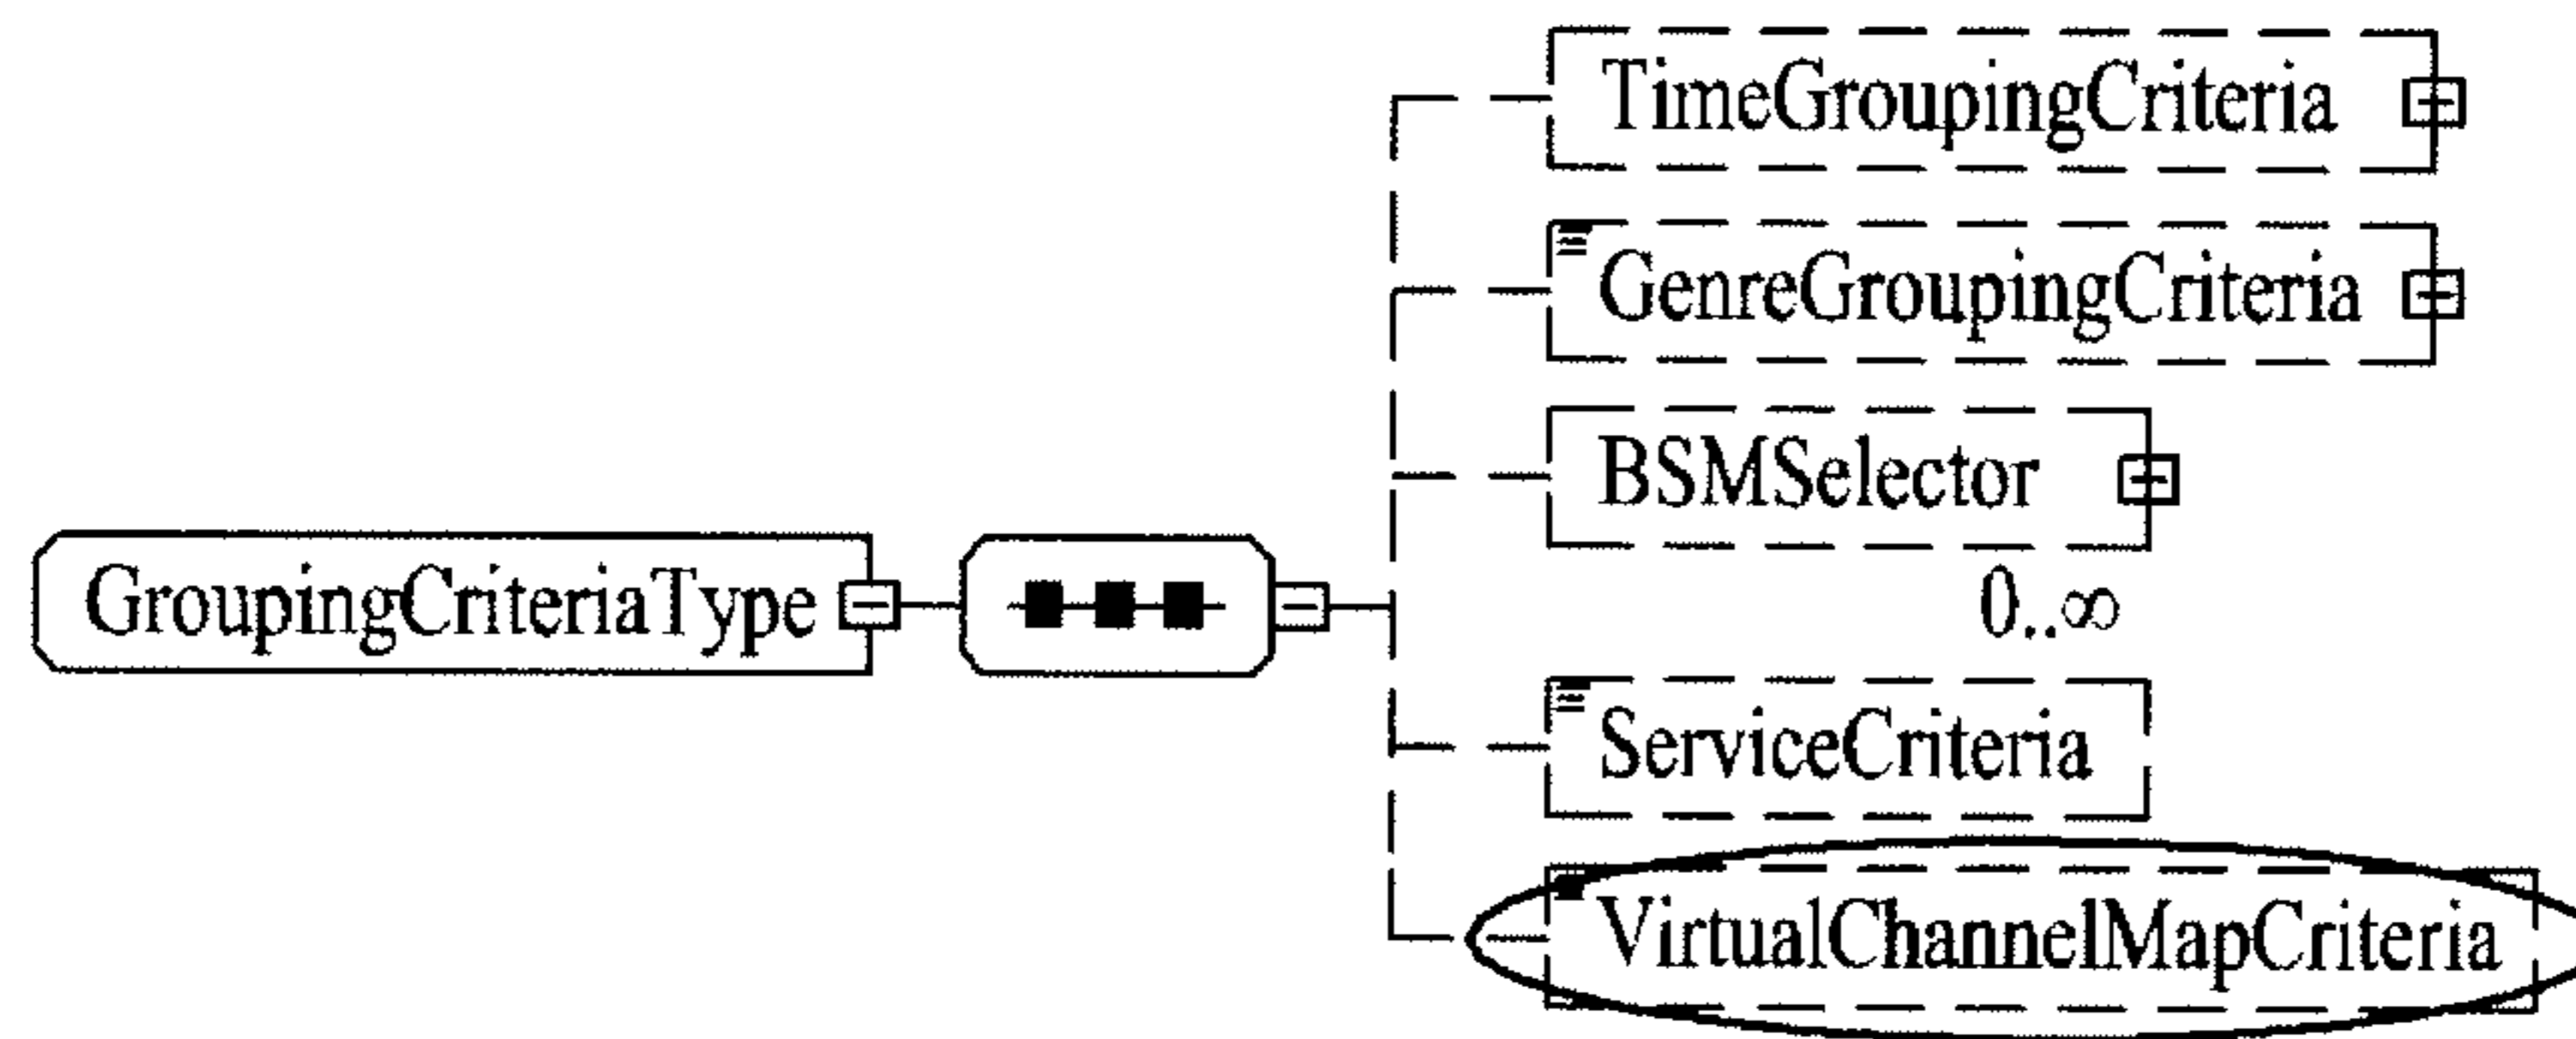 TimeGroupingCriteria
GenreGroupingCriteria
BSMSelector
0..∞
GroupingCriteriaType
ServiceCriteria
VirtualChannelMapCriteria